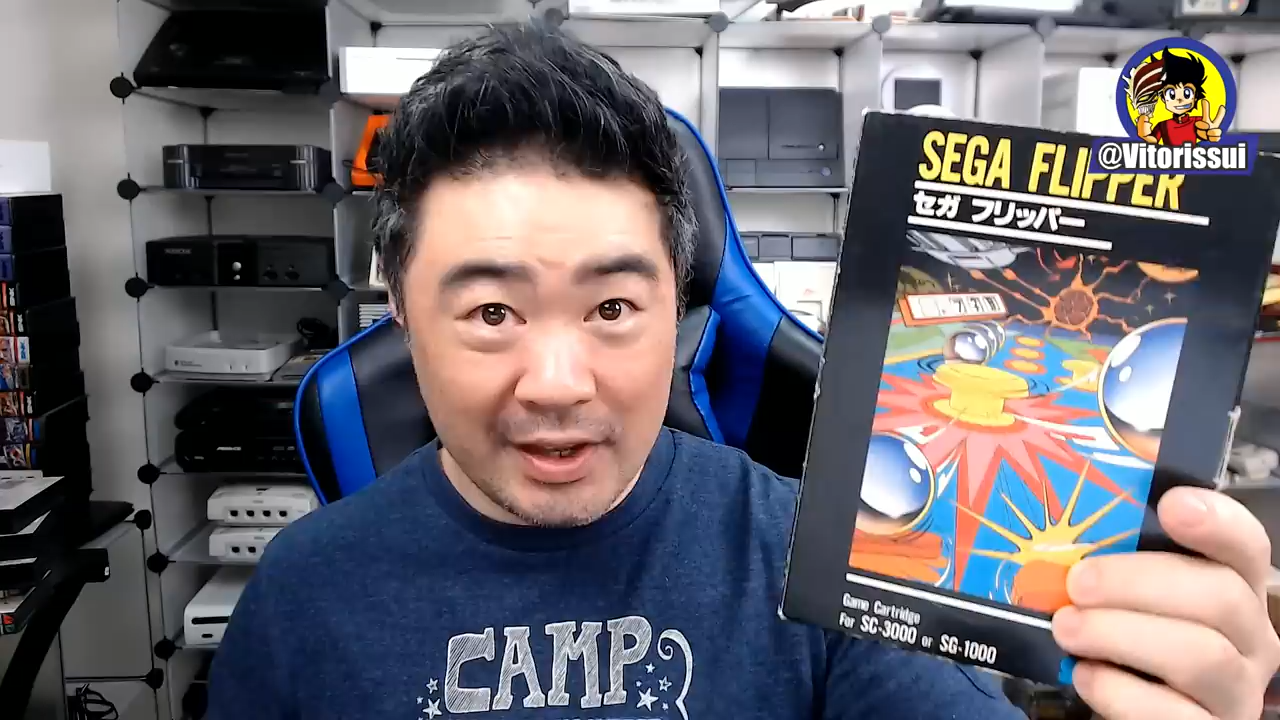 @Vitorissui
SEGA FLIPPER
セガ フリッパー
Game Cartridge
For SC-3000 or SG-1000
CAMP